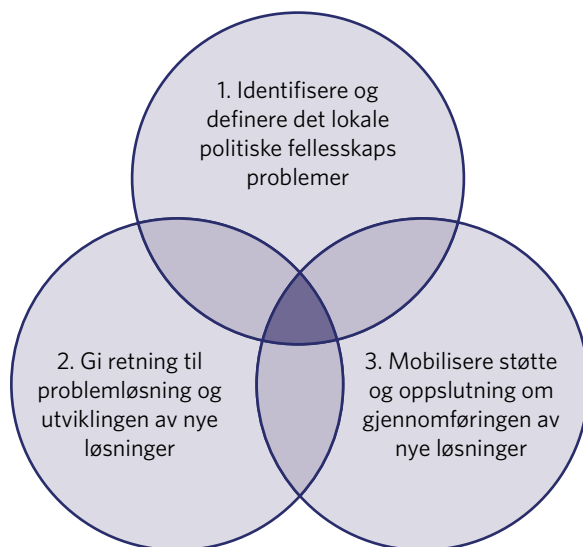 1. Identifisere og
definere det lokale
politiske fellesskaps
problemer
2. Gi retning til
problemløsning og
utviklingen av nye
løsninger
3. Mobilisere støtte
og oppslutning om
gjennomføringen av
nye løsninger